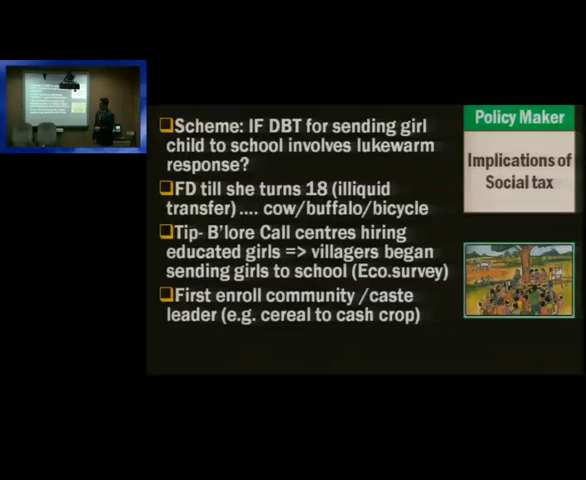 ❑Scheme: IF DBT for sending girl
child to school involves lukewarm
response?
❑FD till she turns 18 (illiquid
transfer) .... cow/buffalo/bicycle
❑Tip- B'lore Call centres hiring
educated girls => villagers began
sending girls to school (Eco.survey)
❑First enroll community /caste
leader (e.g. cereal to cash crop)
Policy Maker
Implications of
Social tax